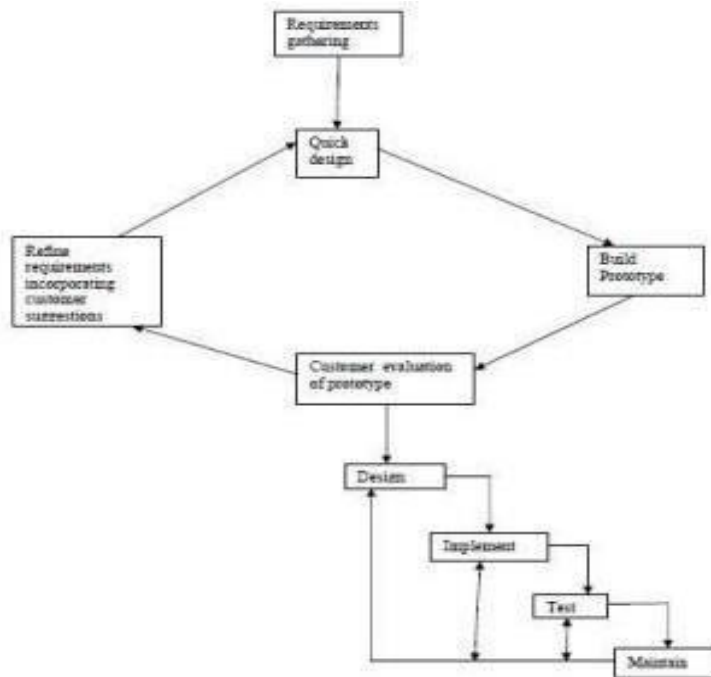 Requirements
gathering
Quick
design
Refine
requirements
incorporating
customer
suggestions
Build
Prototype
Customer evaluation
of prototype
Design
Implement
Test
Maintain